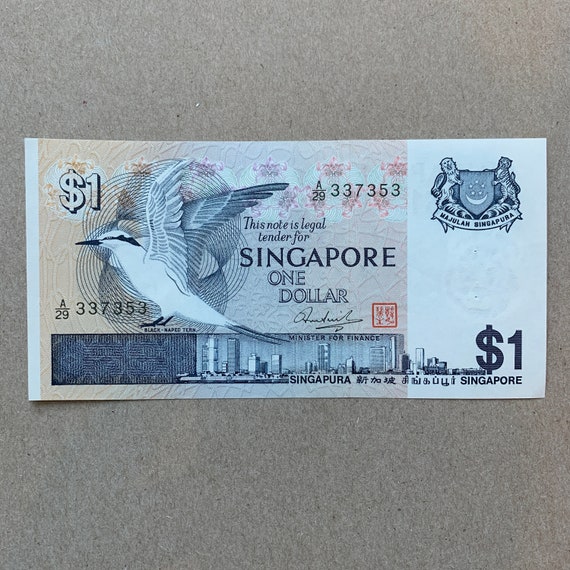 $1
A/29 337353
MAJULAH SINGAPURA
This note is legal
tender for
SINGAPORE
ONE
DOLLAR
A/29 337353
BLACK-NAPED TERN
MINISTER FOR FINANCE
$1
SINGAPURA 新加坡 சிங்கப்பூர் SINGAPORE